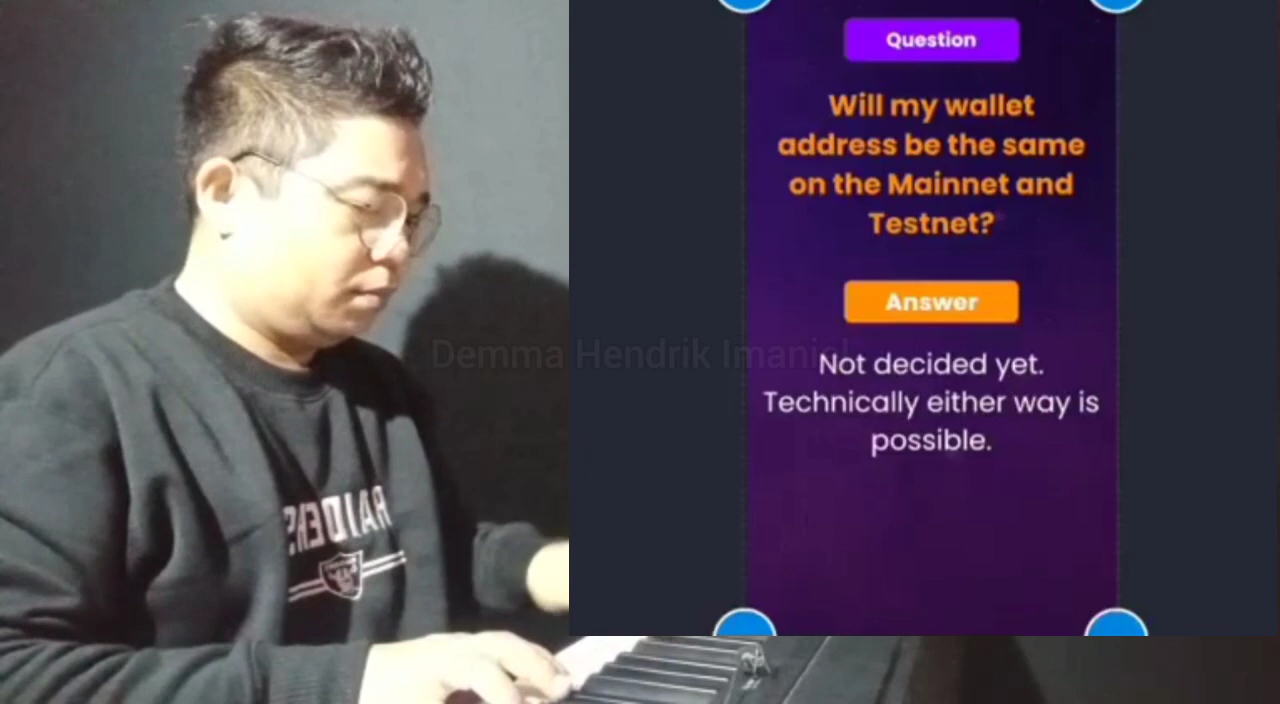 Question
Will my wallet
address be the same
on the Mainnet and
Testnet?
Answer
Demma Hendrik Imaniel
Not decided yet.
Technically either way is
possible.
RAIDERS